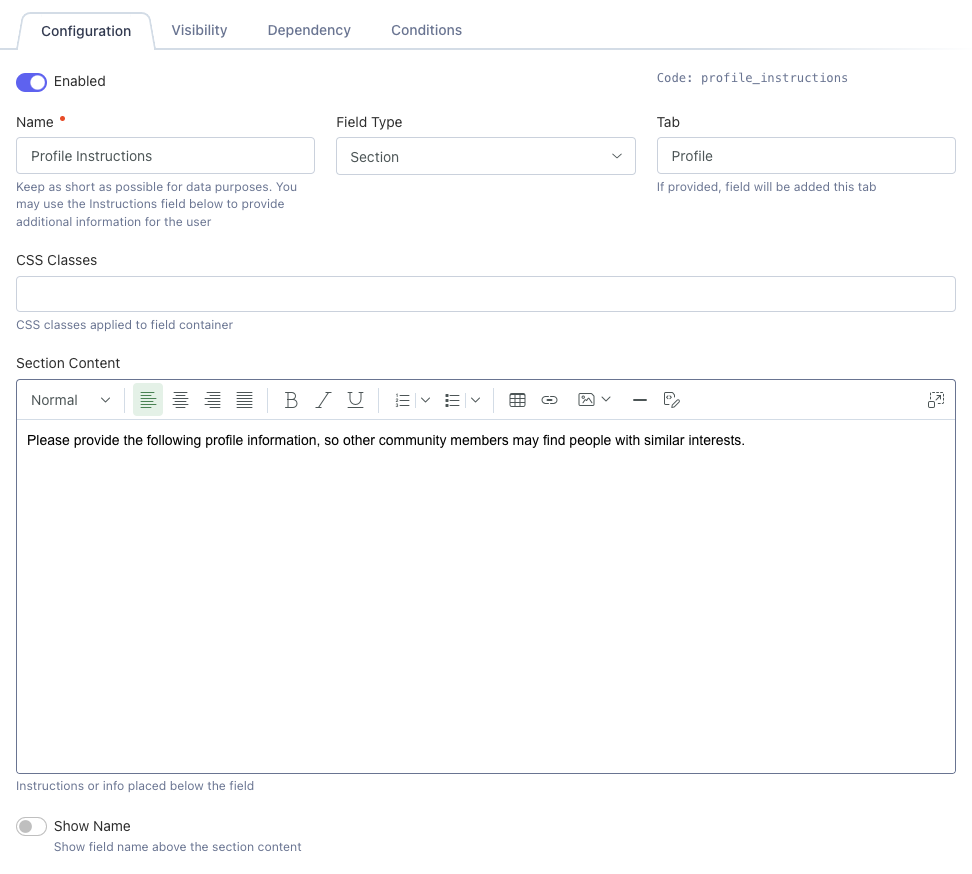 Configuration Visibility Dependency Conditions
Enabled
Code: profile_instructions
Name Field Type Tab
Profile Instructions Section Profile
Keep as short as possible for data purposes. You
may use the Instructions field below to provide
additional information for the user
If provided, field will be added this tab
CSS Classes
CSS classes applied to field container
Section Content
Normal
Please provide the following profile information, so other community members may find people with similar interests.
Instructions or info placed below the field
Show Name
Show field name above the section content